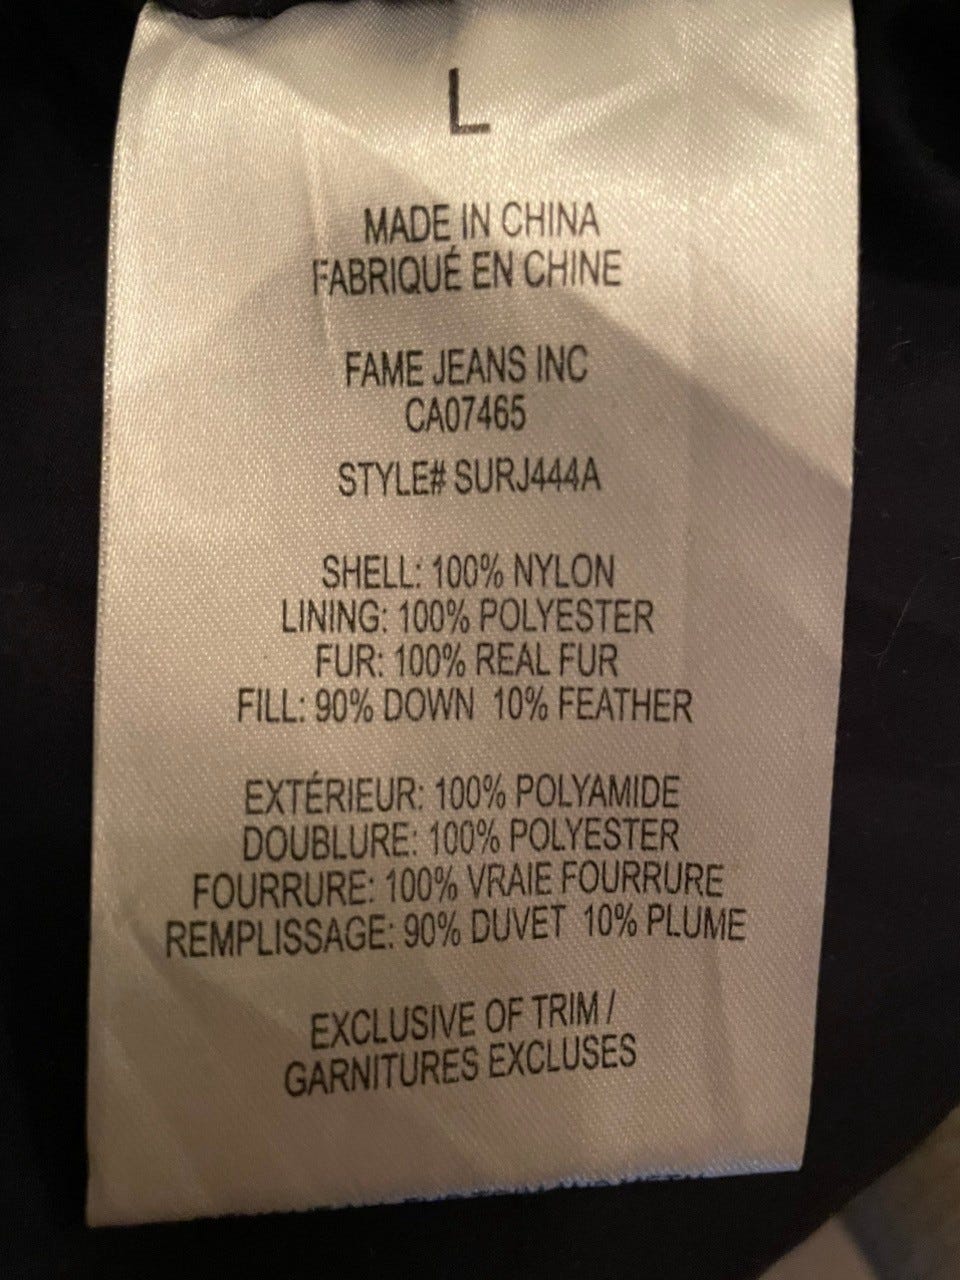 L
MADE IN CHINA
FABRIQUÉ EN CHINE
FAME JEANS INC
CA07465
STYLE# SURJ444A
SHELL: 100% NYLON
LINING: 100% POLYESTER
FUR: 100% REAL FUR
FILL: 90% DOWN 10% FEATHER
EXTÉRIEUR: 100% POLYAMIDE
DOUBLURE: 100% POLYESTER
FOURRURE: 100% VRAIE FOURRURE
REMPLISSAGE: 90% DUVET 10% PLUME
EXCLUSIVE OF TRIM /
GARNITURES EXCLUSES